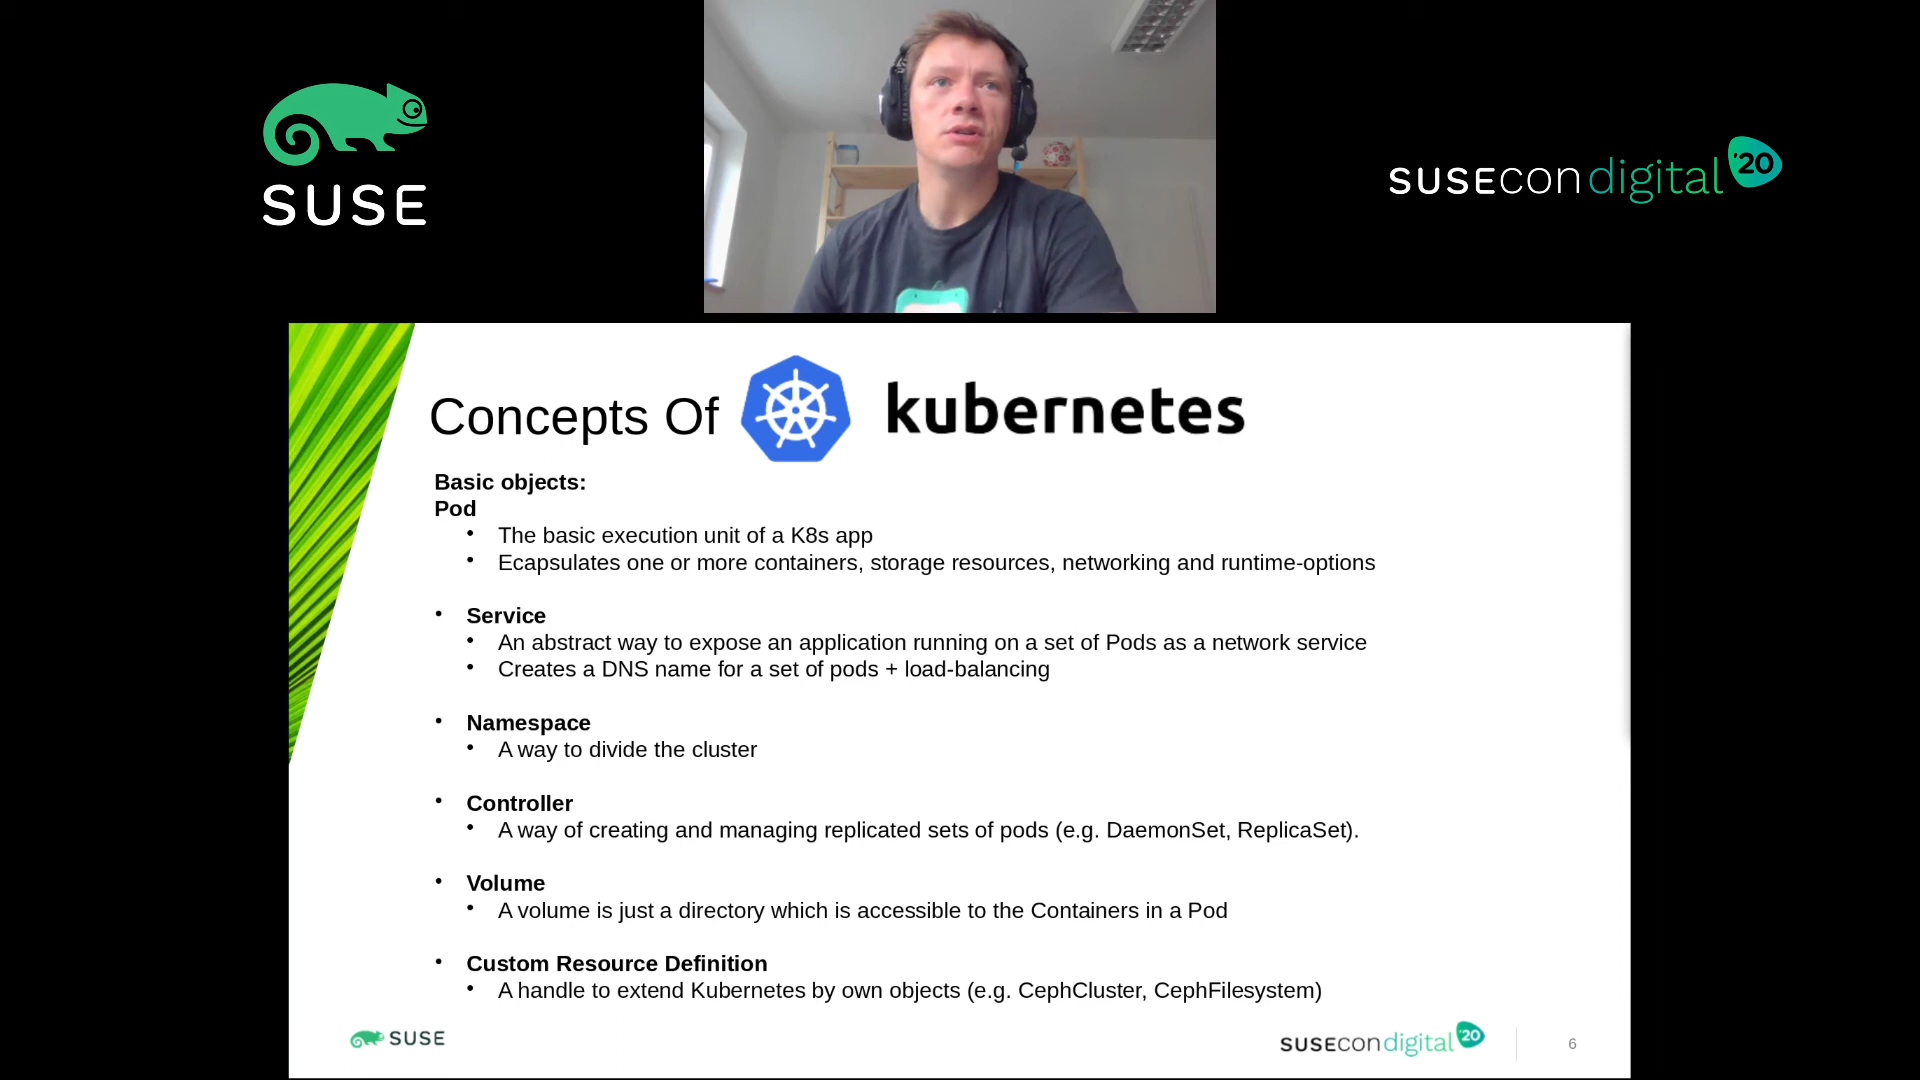 SUSE
SUSEcon digital '20
Concepts Of kubernetes
Basic objects:
Pod
• The basic execution unit of a K8s app
• Ecapsulates one or more containers, storage resources, networking and runtime-options
• Service
• An abstract way to expose an application running on a set of Pods as a network service
• Creates a DNS name for a set of pods + load-balancing
• Namespace
• A way to divide the cluster
• Controller
• A way of creating and managing replicated sets of pods (e.g. DaemonSet, ReplicaSet).
• Volume
• A volume is just a directory which is accessible to the Containers in a Pod
• Custom Resource Definition
• A handle to extend Kubernetes by own objects (e.g. CephCluster, CephFilesystem)
SUSE
SUSEcon digital '20
6